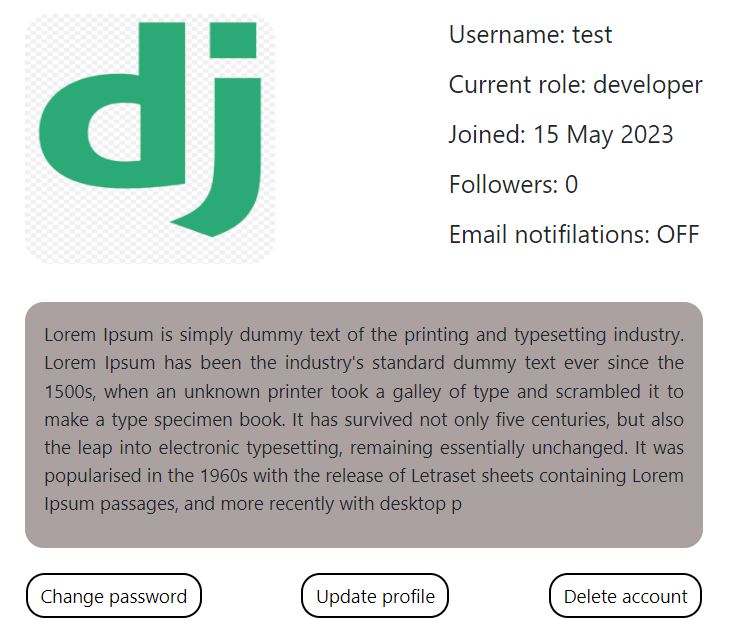 dj
Username: test
Current role: developer
Joined: 15 May 2023
Followers: 0
Email notifilations: OFF
Lorem Ipsum is simply dummy text of the printing and typesetting industry.
Lorem Ipsum has been the industry's standard dummy text ever since the
1500s, when an unknown printer took a galley of type and scrambled it to
make a type specimen book. It has survived not only five centuries, but also
the leap into electronic typesetting, remaining essentially unchanged. It was
popularised in the 1960s with the release of Letraset sheets containing Lorem
Ipsum passages, and more recently with desktop p
Change password
Update profile
Delete account